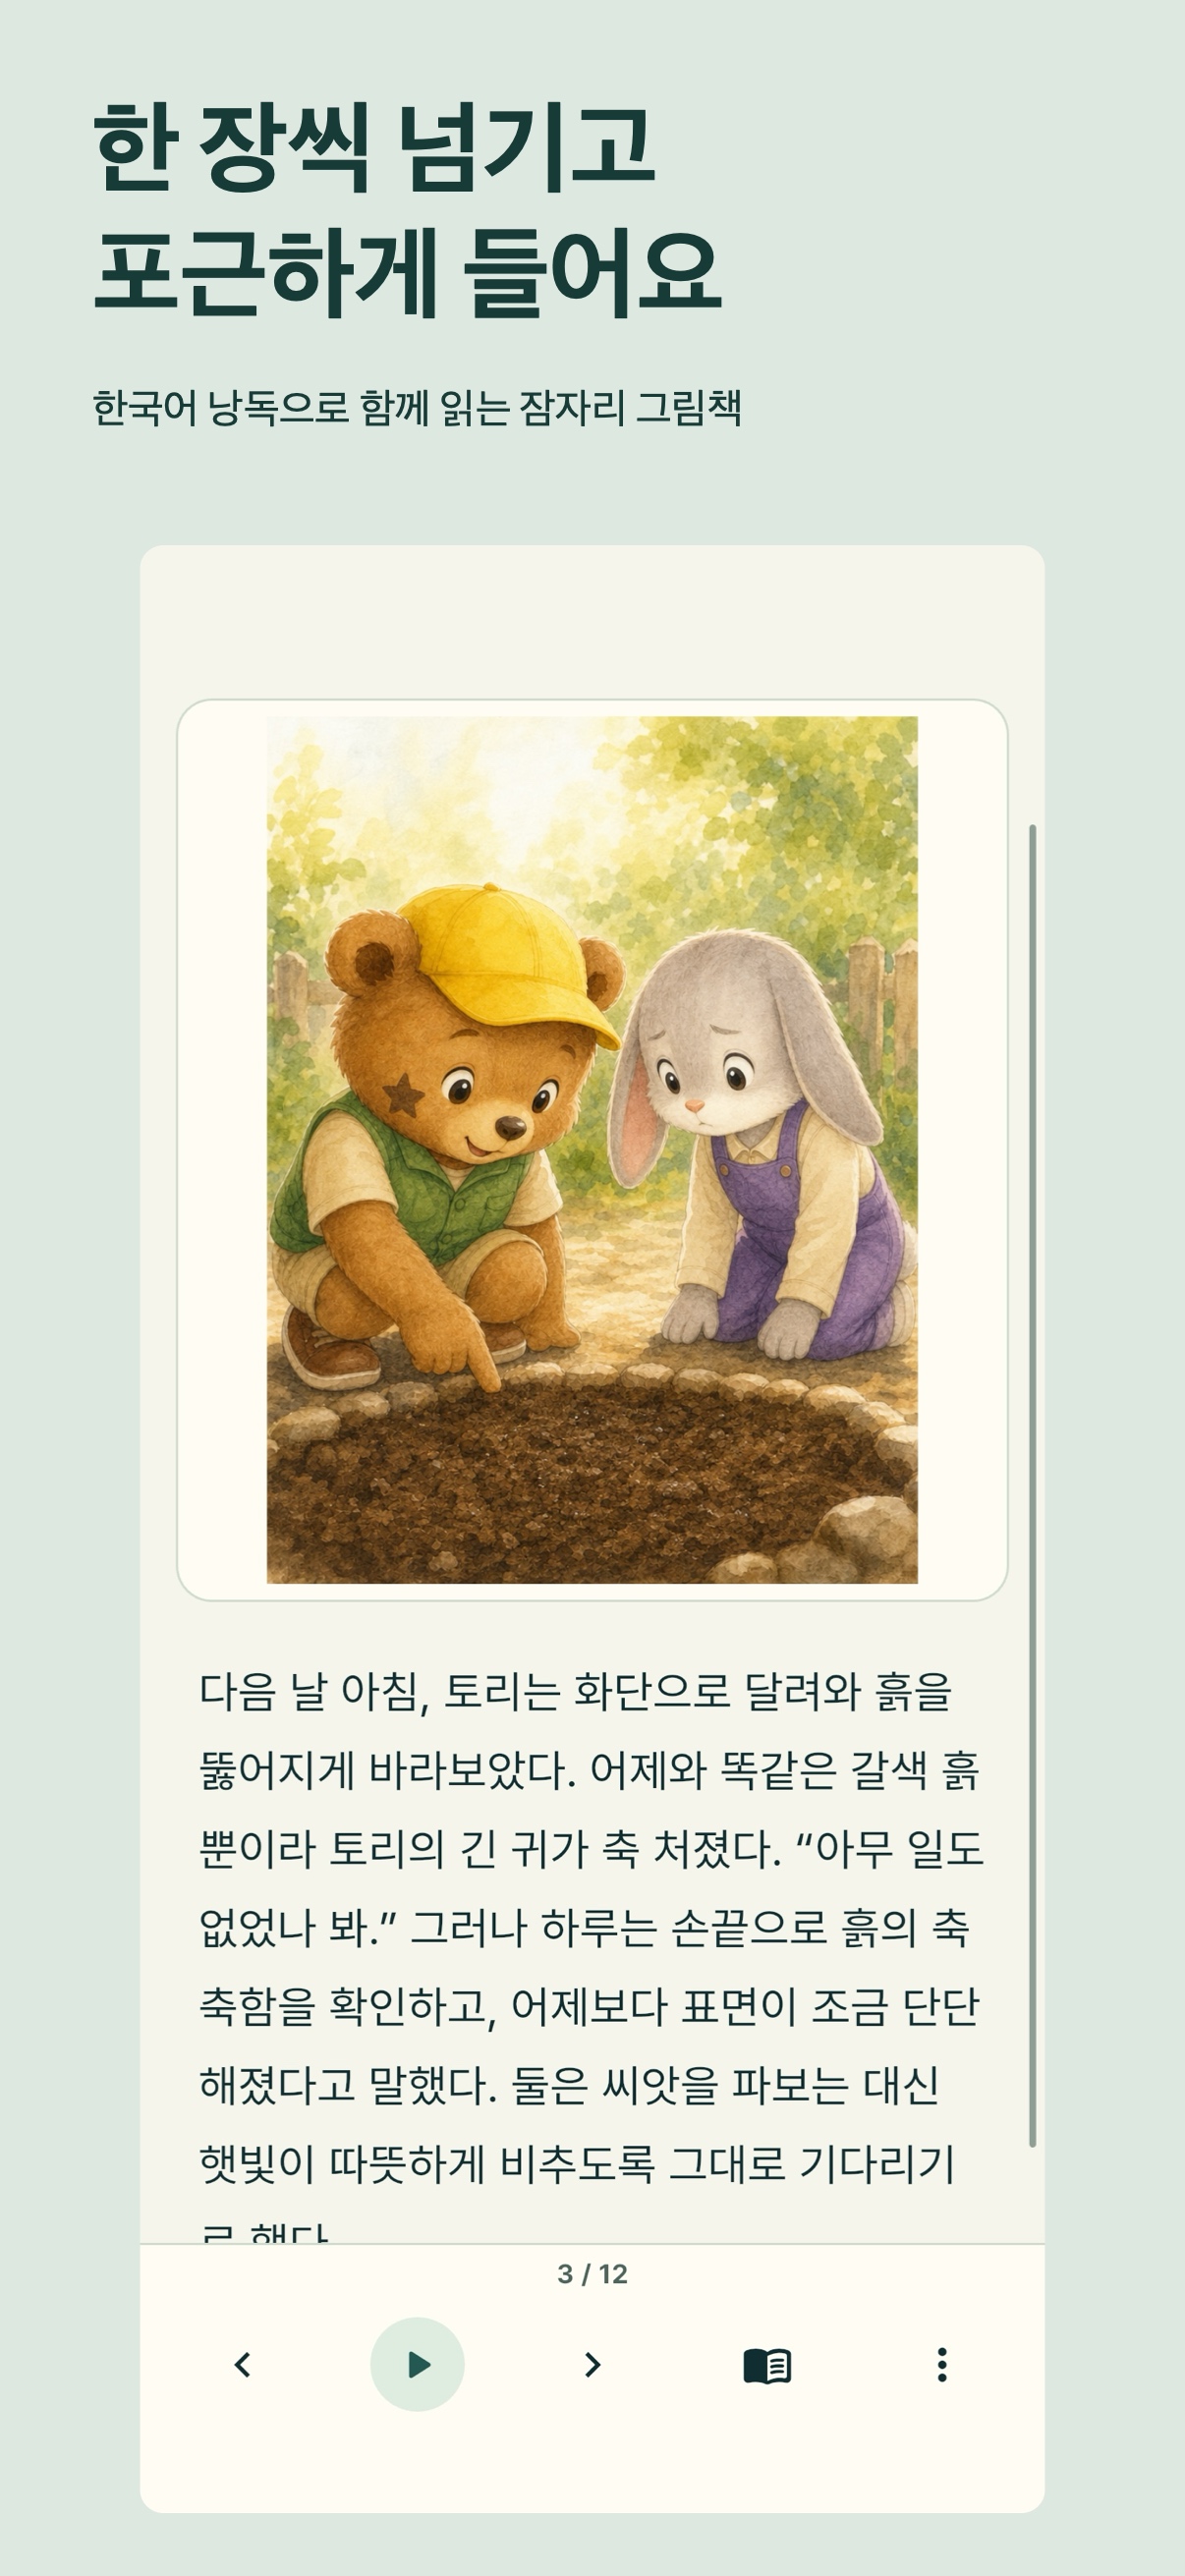 한 장씩 넘기고
포근하게 들어요
한국어 낭독으로 함께 읽는 잠자리 그림책
다음 날 아침, 토리는 화단으로 달려와 흙을
뚫어지게 바라보았다. 어제와 똑같은 갈색 흙
뿐이라 토리의 긴 귀가 축 처졌다. “아무 일도
없었나 봐.” 그러나 하루는 손끝으로 흙의 축
축함을 확인하고, 어제보다 표면이 조금 단단
해졌다고 말했다. 둘은 씨앗을 파보는 대신
햇빛이 따뜻하게 비추도록 그대로 기다리기
로 했다
3 / 12